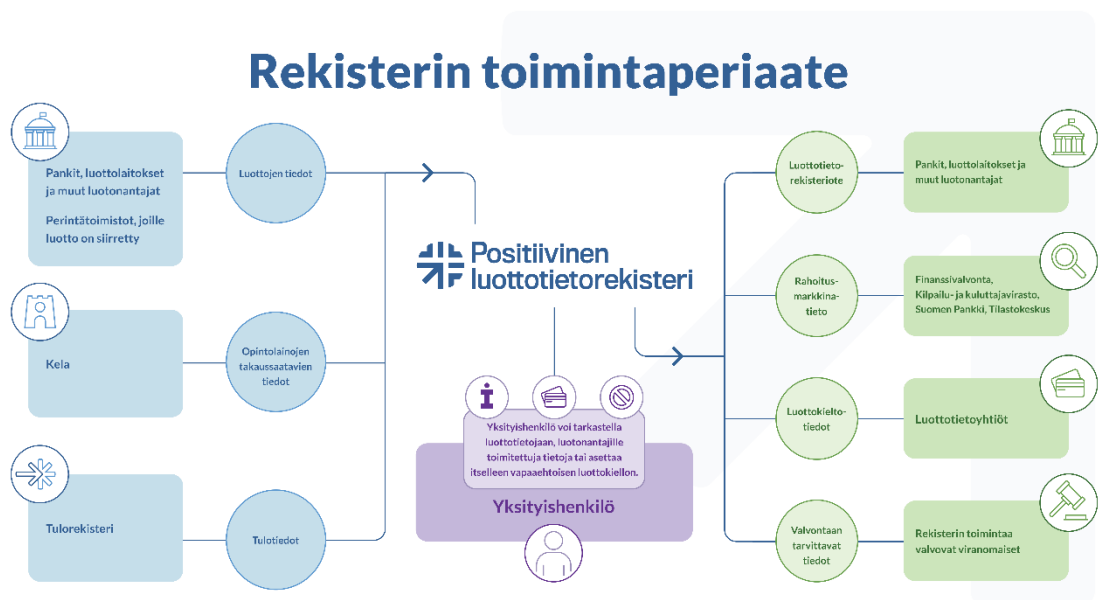 Rekisterin toimintaperiaate
Pankit, luottolaitokset
ja muut luotonantajat
Perintätoimistot, joille
luotto on siirretty
Luottojen tiedot
Kela
Opintolainojen
takaussaatavien
tiedot
Tulorekisteri
Tulotiedot
Positiivinen
luottotietorekisteri
Yksityishenkilö voi tarkastella
luottotietojaan, luotonantajille
toimitettuja tietoja tai asettaa
itselleen vapaaehtoisen luottokiellon.
Yksityishenkilö
Luottotieto-
rekisteriote
Pankit, luottolaitokset ja
muut luotonantajat
Rahoitus-
markkina-
tieto
Finanssivalvonta,
Kilpailu- ja kuluttajavirasto,
Suomen Pankki, Tilastokeskus
Luottokielto-
tiedot
Luottotietoyhtiöt
Valvontaan
tarvittavat
tiedot
Rekisterin toimintaa
valvovat viranomaiset